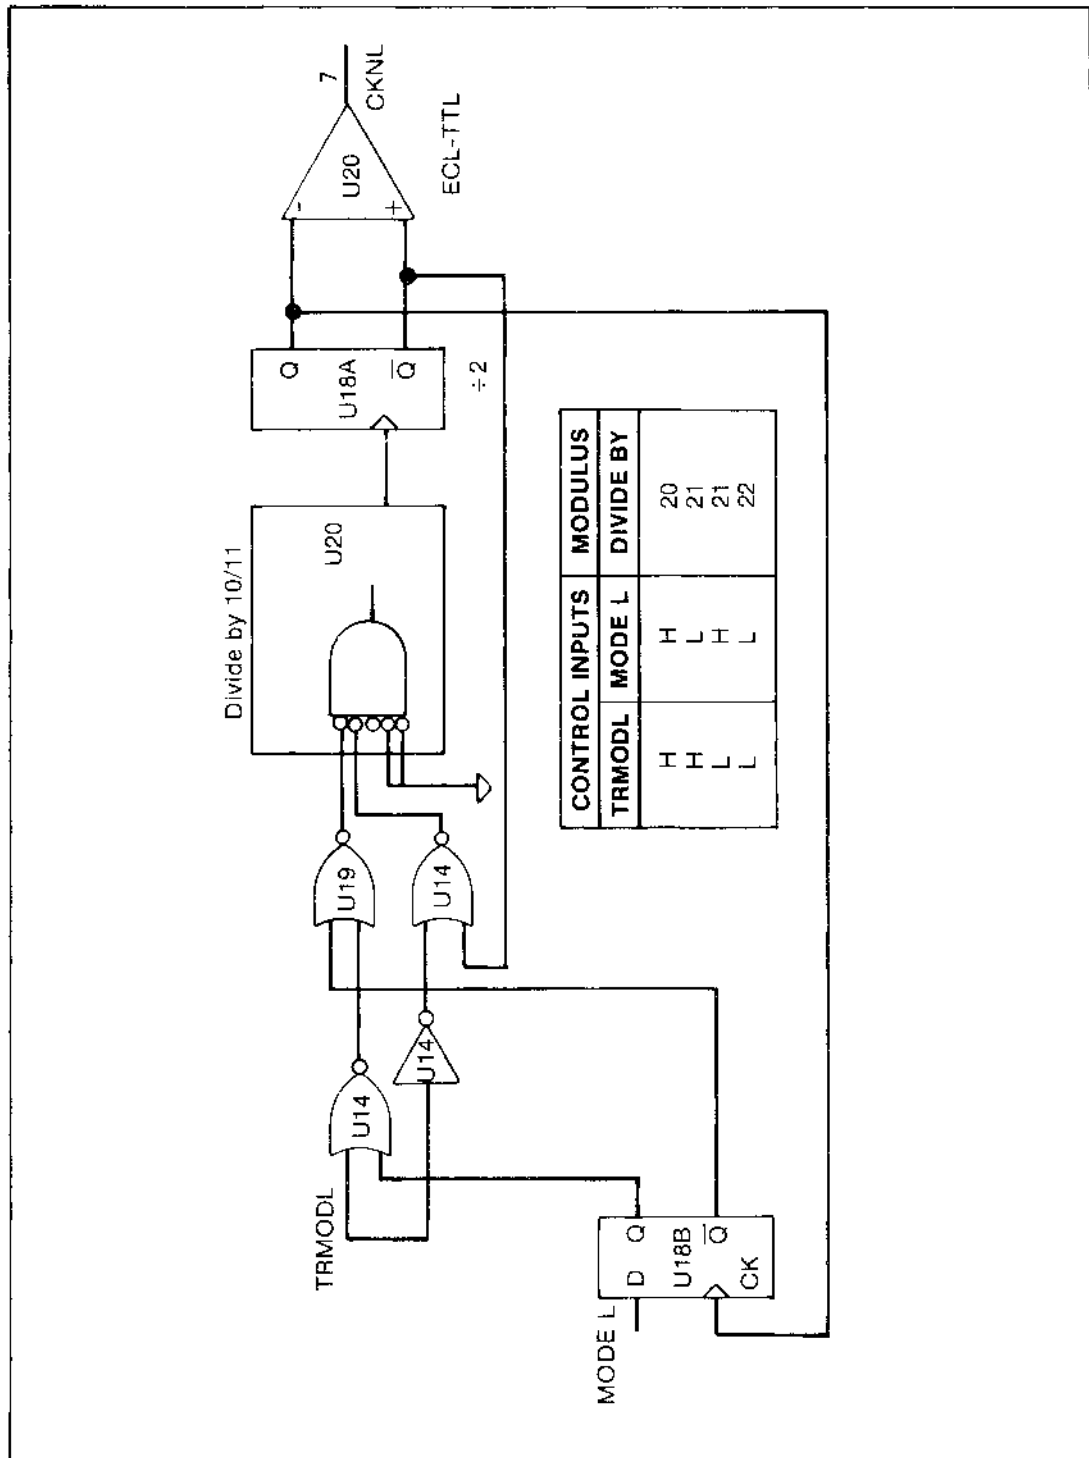 Divide by 10/11
U20
U19
U14
U14
U14
TRMODL
MODE L
D
Q
U18B
Q
CK
Q
U18A
Q
÷2
-
U20
+
7
CKNL
ECL-TTL
CONTROL INPUTS MODULUS
TRMODL MODE L DIVIDE BY
H H 20
H L 21
L H 21
L L 22